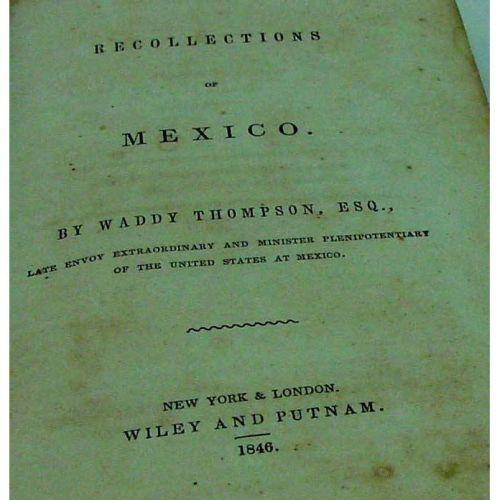 RECOLLECTIONS
OF
MEXICO.
BY WADDY THOMPSON, ESQ.,
LATE ENVOY EXTRAORDINARY AND MINISTER PLENIPOTENTIARY
OF THE UNITED STATES AT MEXICO.
NEW YORK & LONDON.
WILEY AND PUTNAM.
1846.